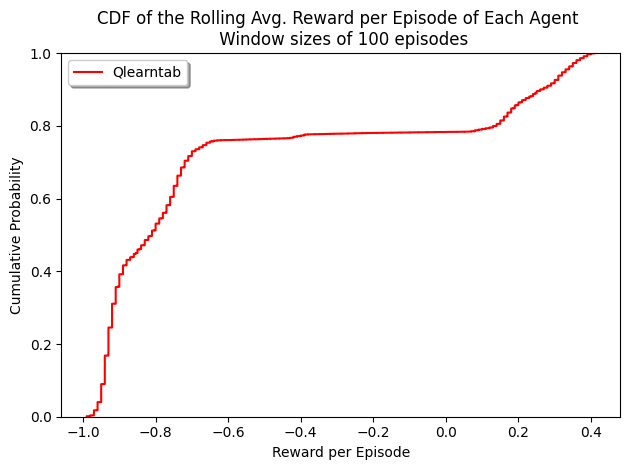 CDF of the Rolling Avg. Reward per Episode of Each Agent
Window sizes of 100 episodes
Qlearntab
1.0
0.8
0.6
0.4
0.2
0.0
Cumulative Probability
−1.0 −0.8 −0.6 −0.4 −0.2 0.0 0.2 0.4
Reward per Episode